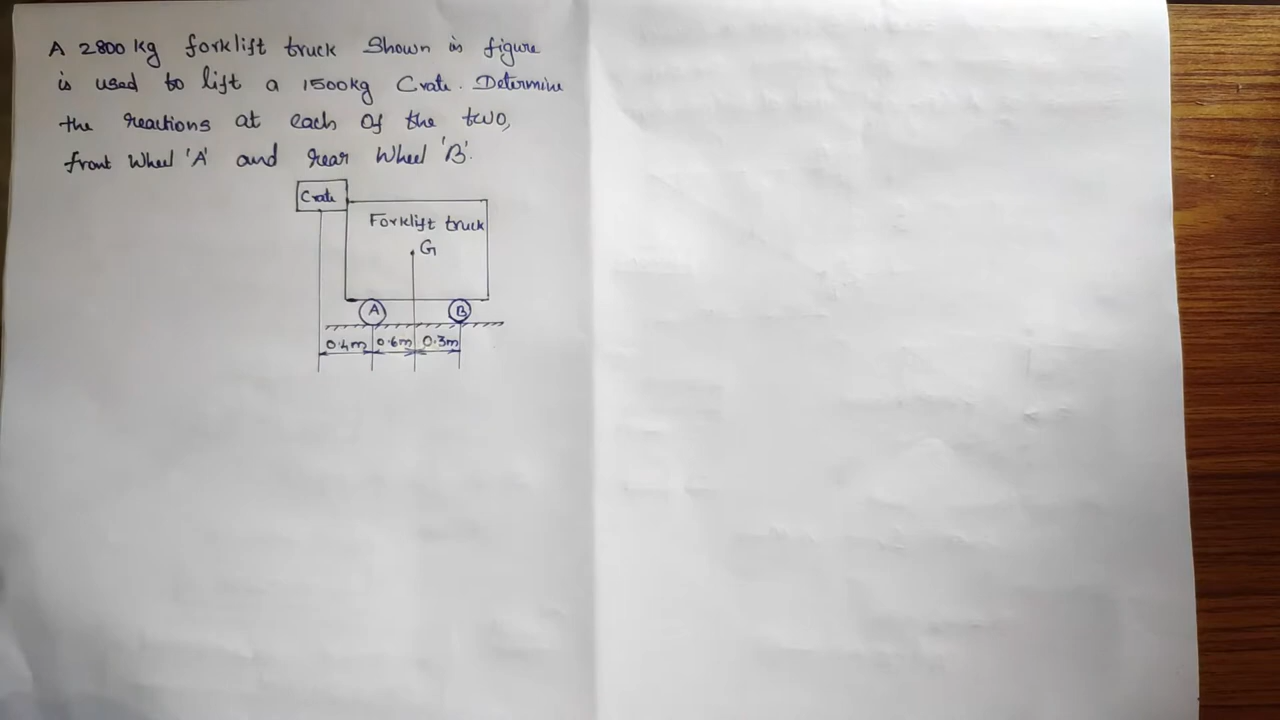 A 2800 kg forklift truck Shown in figure
is used to lift a 1500kg Crate. Determine
the reactions at each of the two,
front wheel 'A' and rear wheel 'B'.
Crate
Forklift truck
G
A B
0.4m 0.6m 0.3m